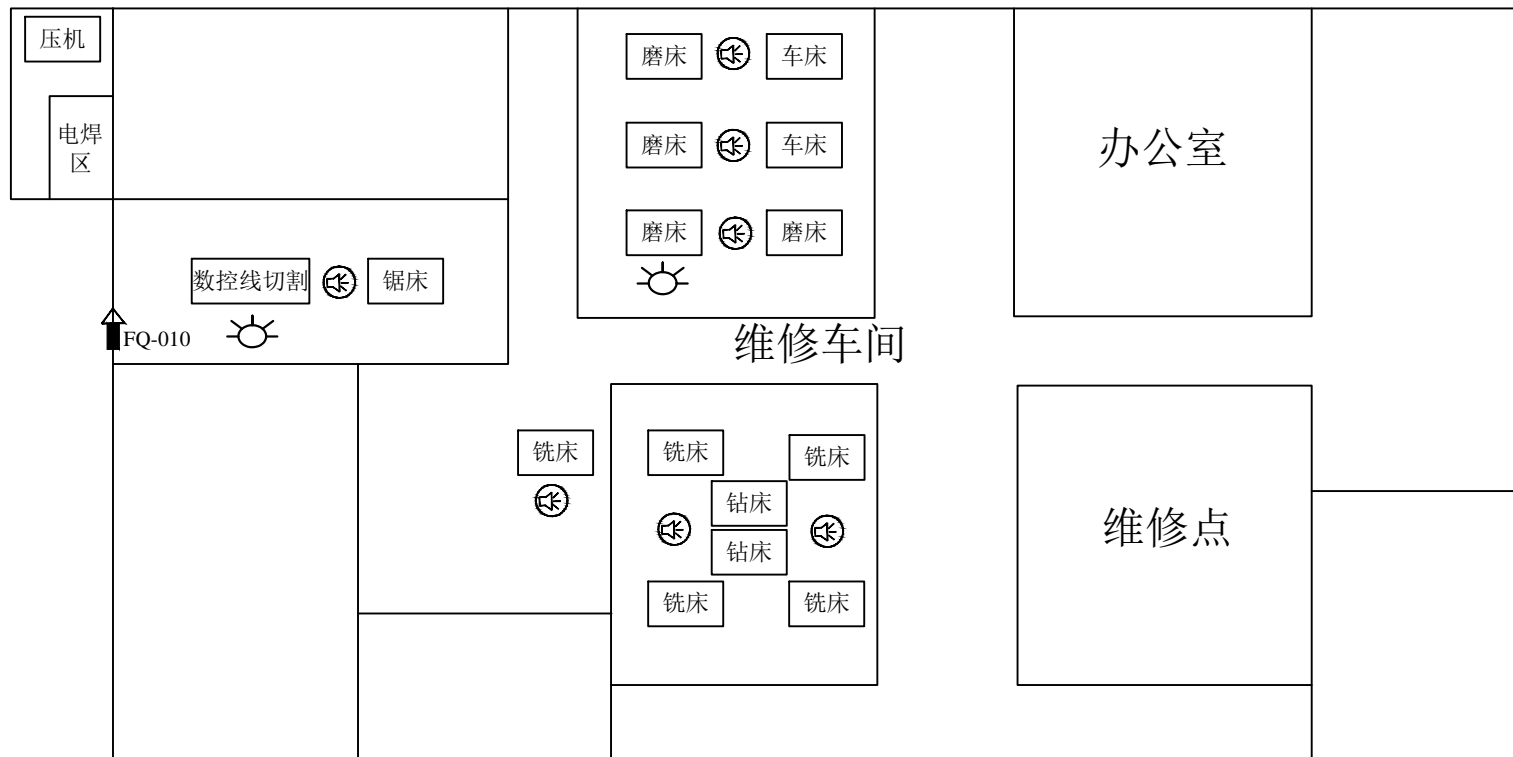 压机
电焊
区
数控线切割
锯床
FQ-010
磨床
车床
磨床
车床
磨床
磨床
办公室
维修车间
铣床
铣床
铣床
钻床
钻床
铣床
铣床
维修点